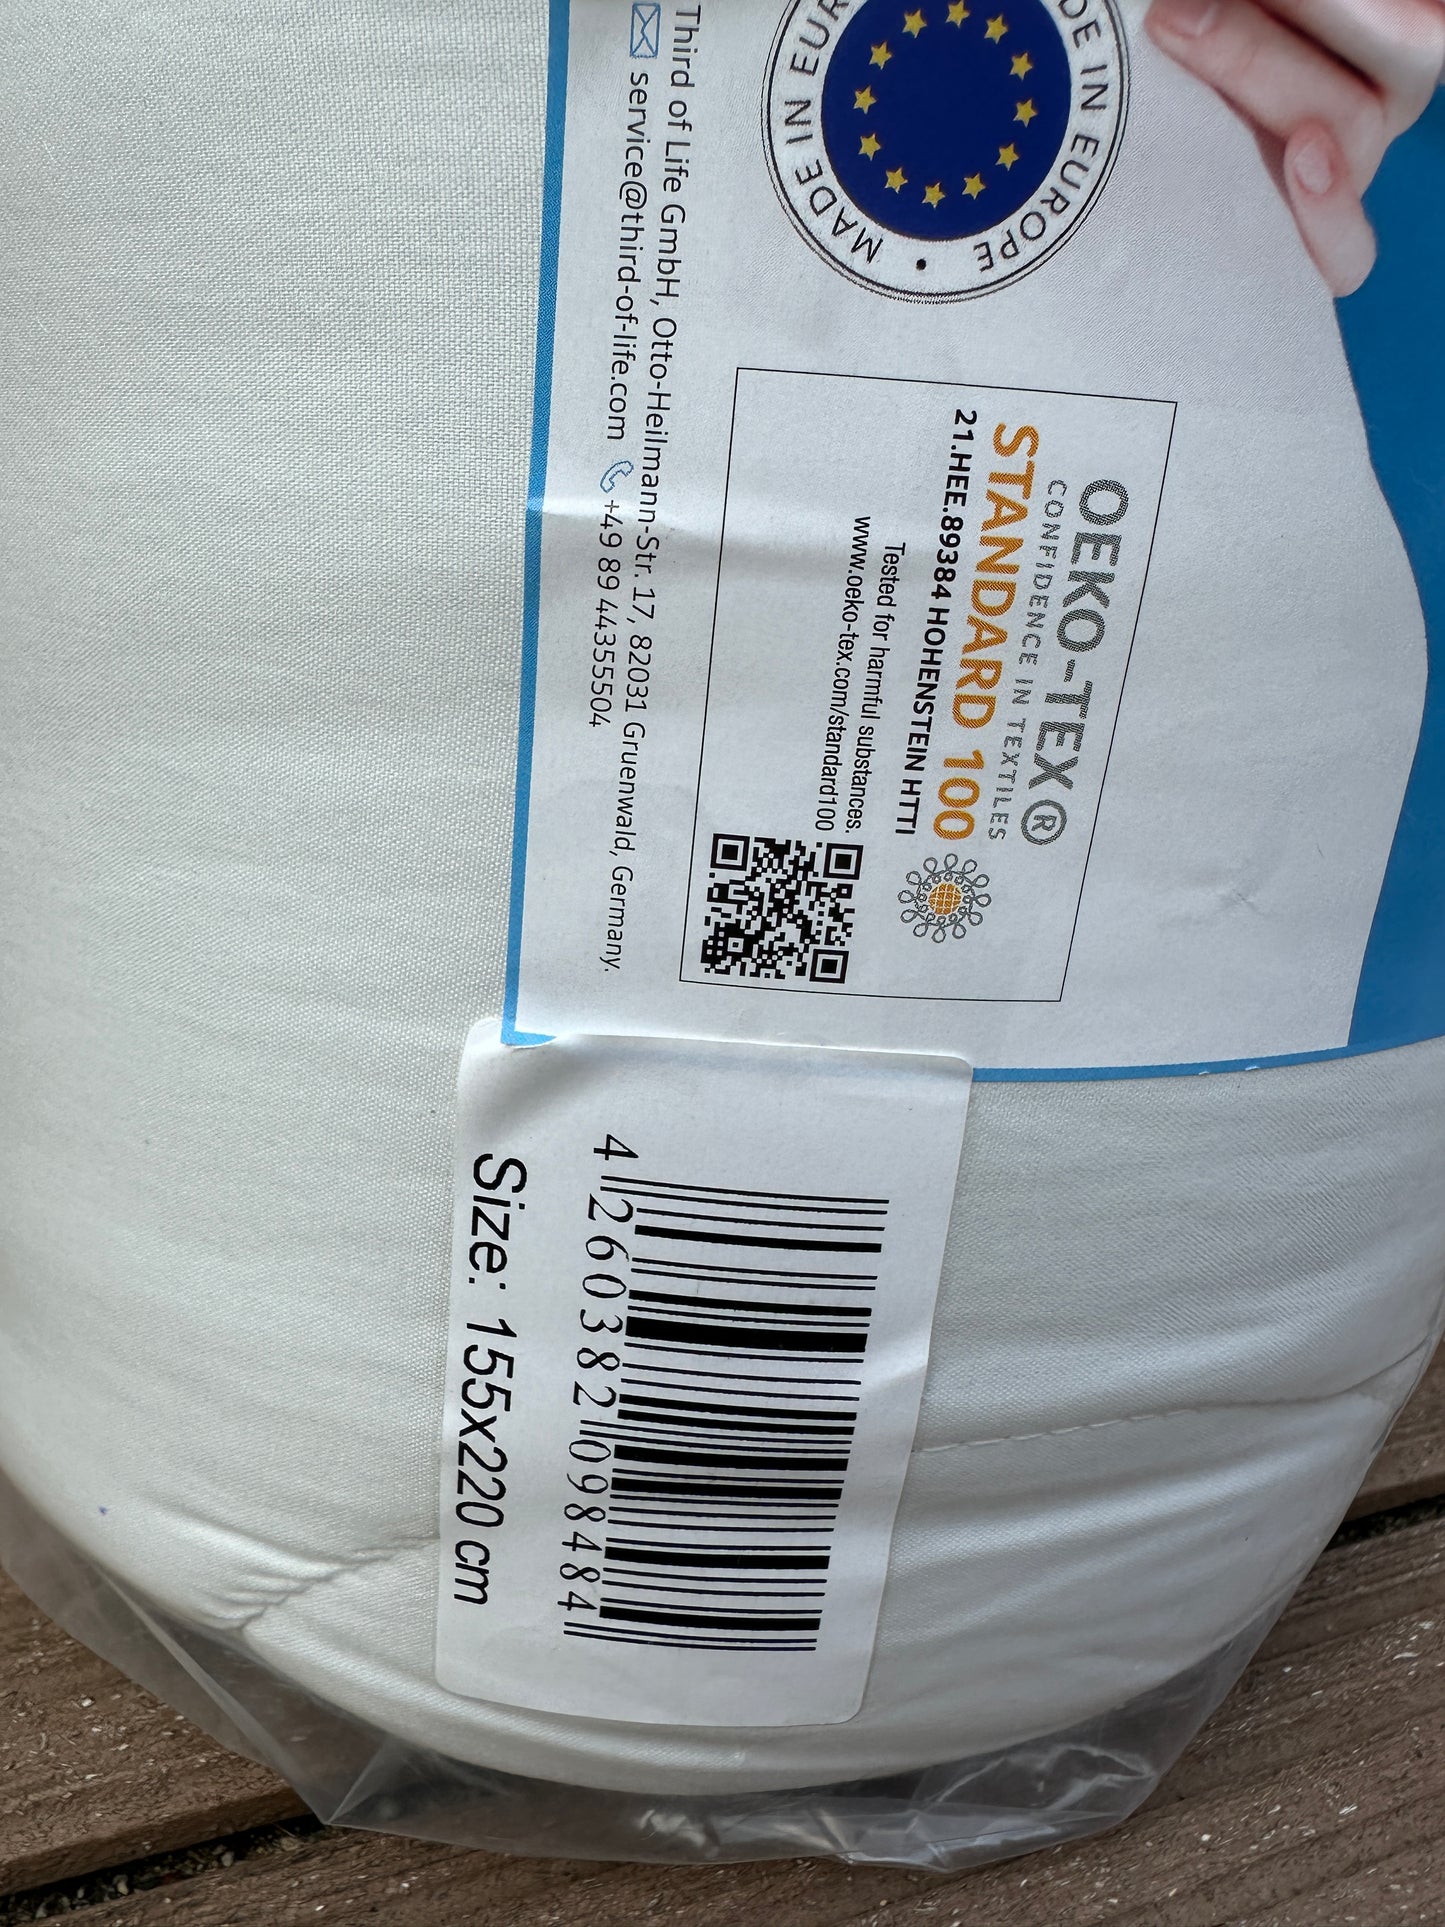 MADE IN EUROPE • MADE IN EUR
OEKO-TEX®
CONFIDENCE IN TEXTILES
STANDARD 100
21.HEE.89384 HOHENSTEIN HTTI
Tested for harmful substances.
www.oeko-tex.com/standard100
Third of Life GmbH, Otto-Heilmann-Str. 17, 82031 Gruenwald, Germany.
service@third-of-life.com +49 89 44355504
4 260382 098484
Size: 155x220 cm